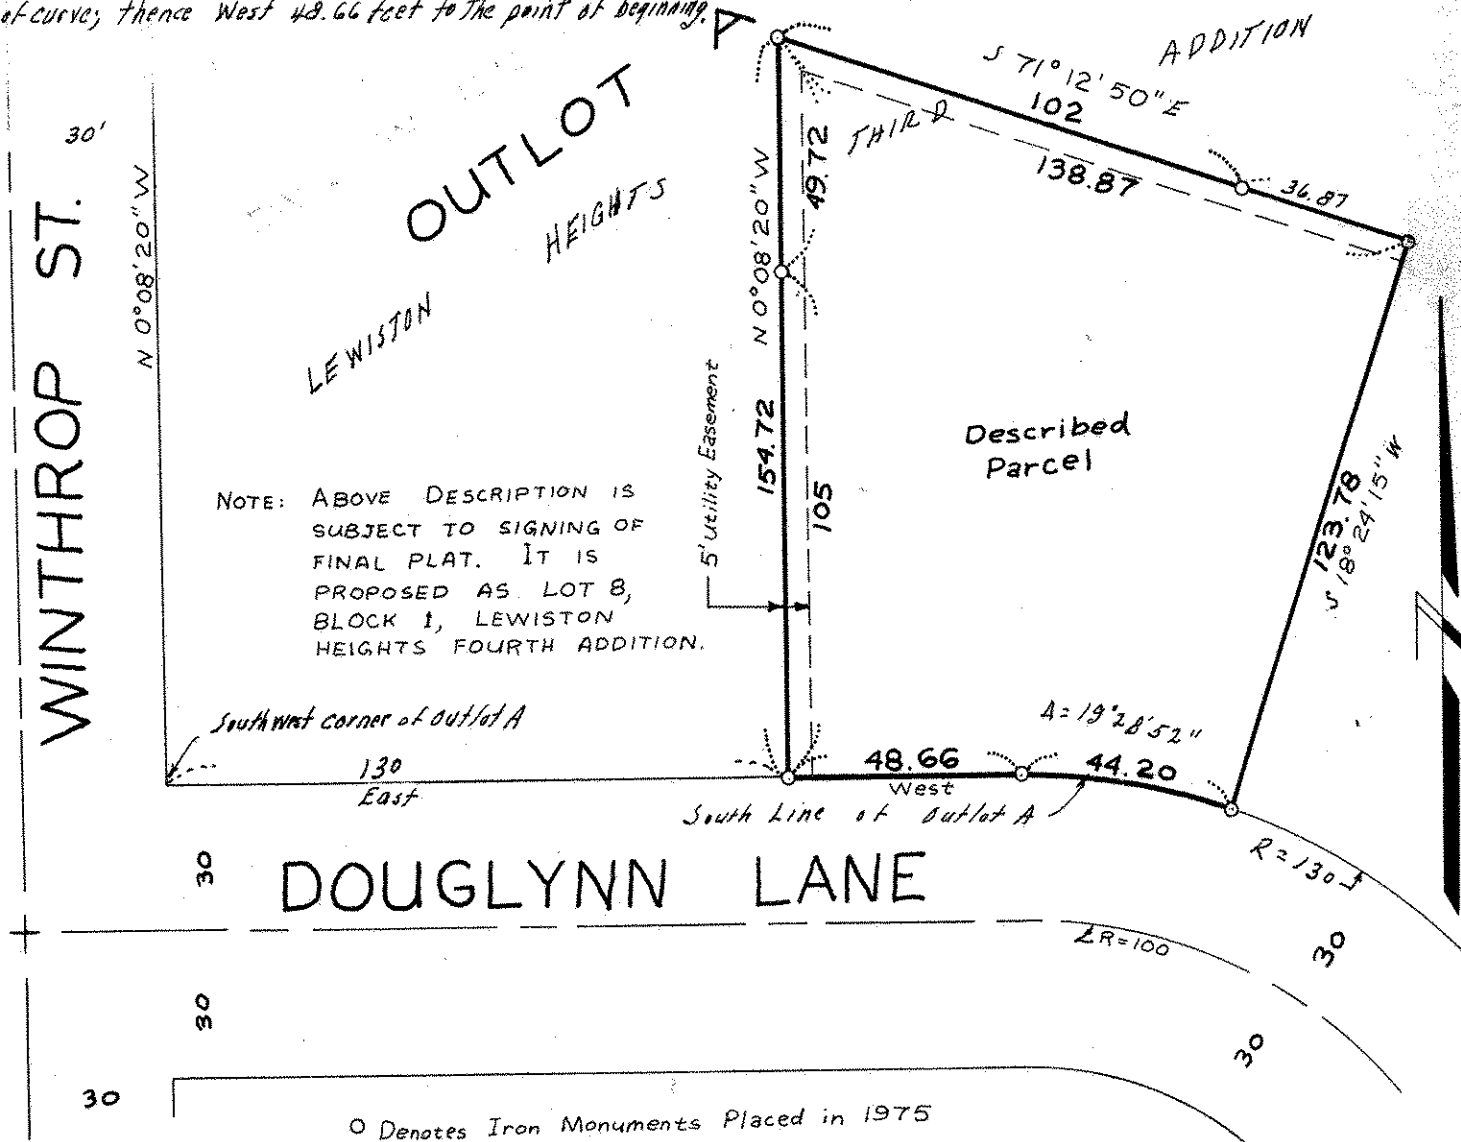 of curve; thence West 48.66 feet to the point of beginning.
A
ADDITION
S 71°12'50"E
102
THIRD
138.87
36.87
30'
OUTLOT
HEIGHTS
LEWISTON
WINTHROP ST.
N 0°08'20"W
N 0°08'20"W
49.72
154.72
105
5' Utility Easement
Described
Parcel
123.78
S 18°24'15"W
NOTE: ABOVE DESCRIPTION IS
SUBJECT TO SIGNING OF
FINAL PLAT. IT IS
PROPOSED AS LOT 8,
BLOCK 1, LEWISTON
HEIGHTS FOURTH ADDITION.
Southwest corner of Outlot A
130
East
48.66
West
Δ=19°28'52"
44.20
South Line of Outlot A
R=130
30
DOUGLYNN LANE
R=100
30
30
30
30
O Denotes Iron Monuments Placed in 1975